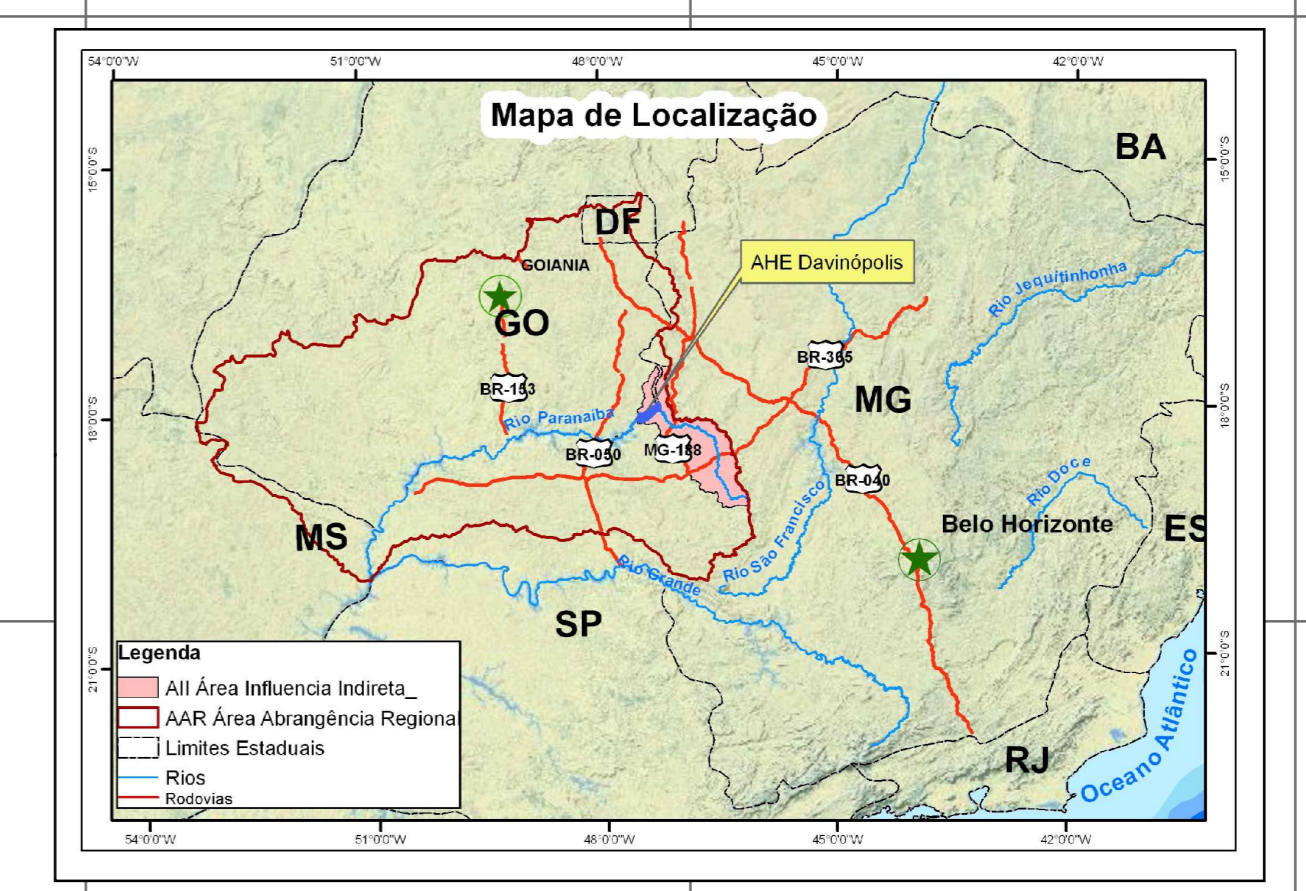 54°0'0"W 51°0'0"W 48°0'0"W 45°0'0"W 42°0'0"W
Mapa de Localização
BA
15°0'0"S
15°0'0"S
DF
AHE Davinópolis
GOIANIA
Rio Jequitinhonha
GO
BR-365
BR-153
MG
Rio Paranaíba
18°0'0"S
18°0'0"S
BR-050
MG-188
BR-040
Rio Doce
Rio São Francisco
Belo Horizonte
ES
MS
Rio Grande
SP
21°0'0"S
21°0'0"S
Oceano Atlântico
RJ
Legenda
AII Área Influencia Indireta_
AAR Área Abrangência Regional
Limites Estaduais
Rios
Rodovias
54°0'0"W 51°0'0"W 48°0'0"W 45°0'0"W 42°0'0"W